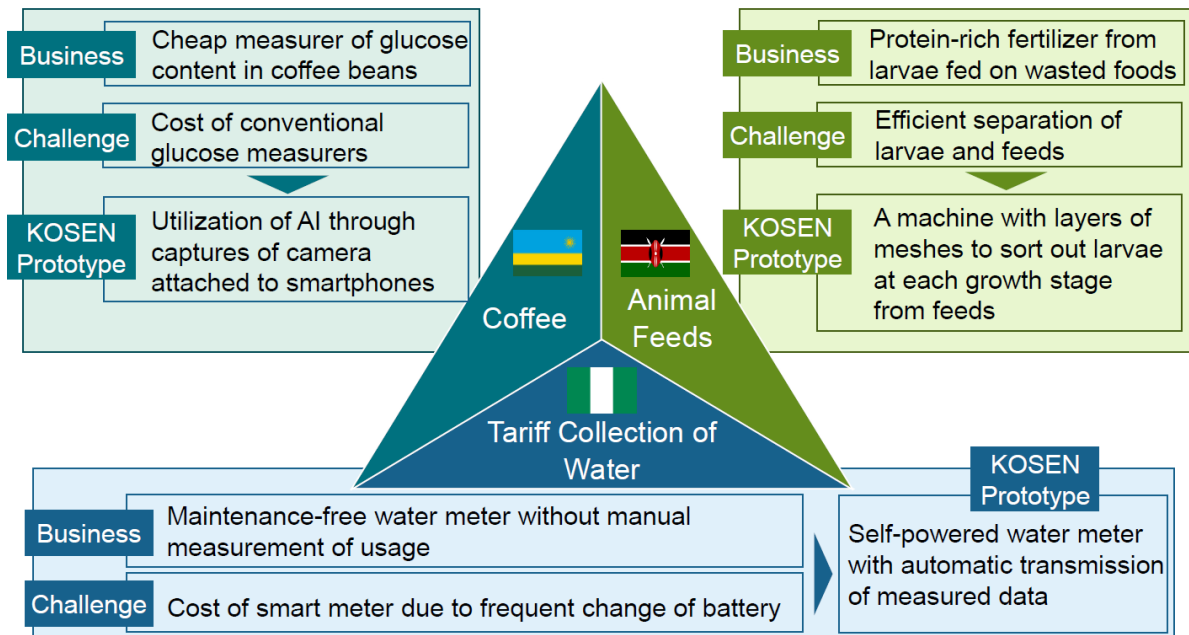 Business
Cheap measurer of glucose
content in coffee beans
Challenge
Cost of conventional
glucose measurers
KOSEN
Prototype
Utilization of AI through
captures of camera
attached to smartphones
Business
Protein-rich fertilizer from
larvae fed on wasted foods
Challenge
Efficient separation of
larvae and feeds
KOSEN
Prototype
A machine with layers of
meshes to sort out larvae
at each growth stage
from feeds
Coffee
Animal
Feeds
Tariff Collection of
Water
Business
Maintenance-free water meter without manual
measurement of usage
Challenge
Cost of smart meter due to frequent change of battery
KOSEN
Prototype
Self-powered water meter
with automatic transmission
of measured data